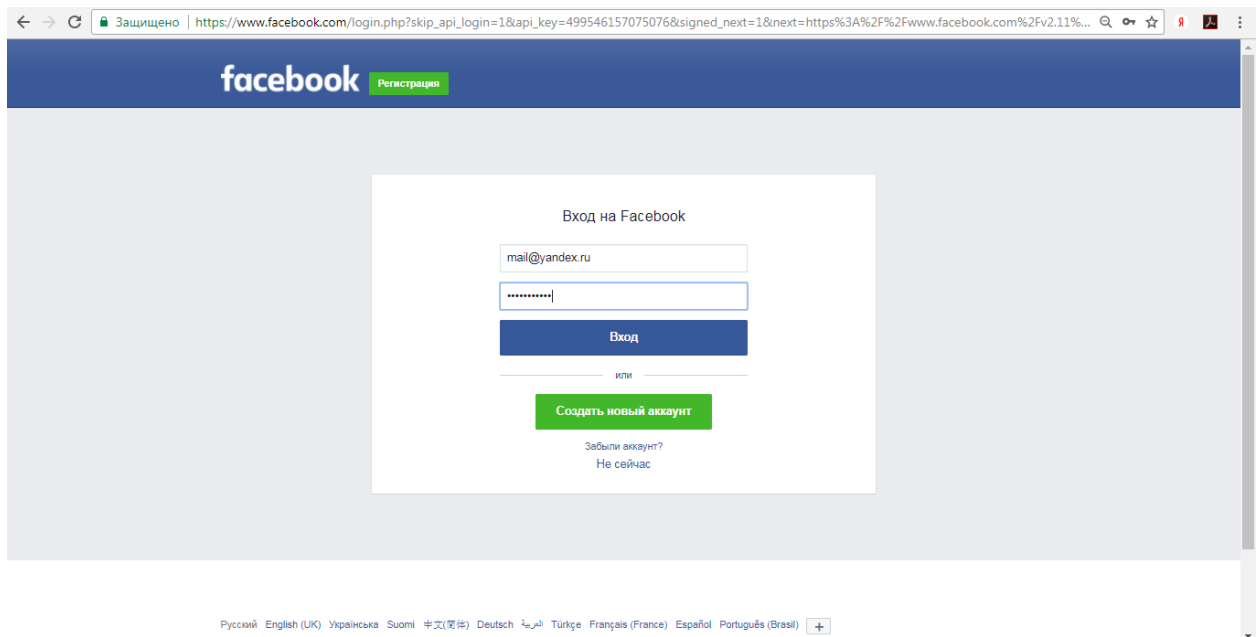 Защищено | https://www.facebook.com/login.php?skip_api_login=1&api_key=499546157075076&signed_next=1&next=https%3A%2F%2Fwww.facebook.com%2Fv2.11%...
facebook Регистрация
Вход на Facebook
mail@yandex.ru
•••••••••••
Вход
или
Создать новый аккаунт
Забыли аккаунт?
Не сейчас
Русский English (UK) Українська Suomi 中文(简体) Deutsch العربية Türkçe Français (France) Español Português (Brasil) +